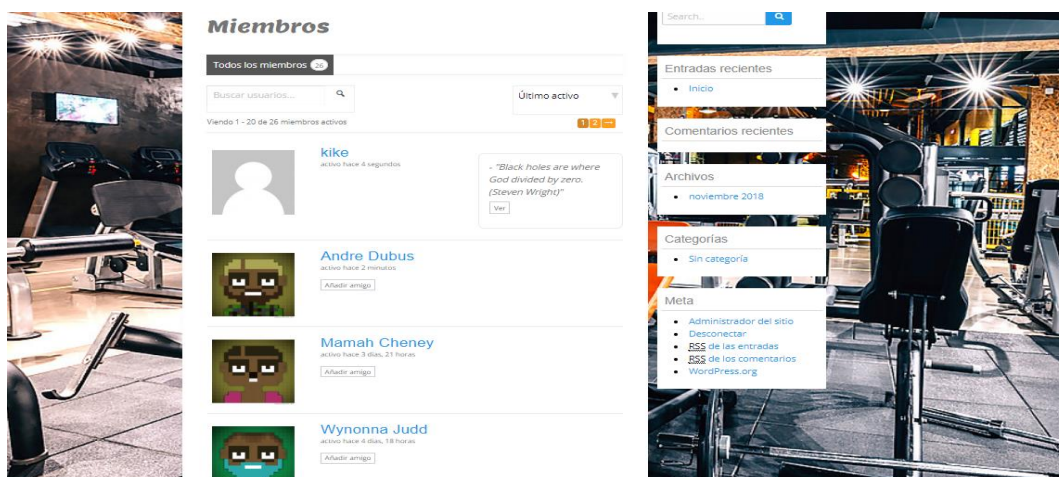 Miembros
Todos los miembros 26
Buscar usuarios...
Último activo
Viendo 1 - 20 de 26 miembros activos
1 2 →
kike
activo hace 4 segundos
- "Black holes are where
God divided by zero.
(Steven Wright)"
Ver
Andre Dubus
activo hace 2 minutos
Añadir amigo
Mamah Cheney
activo hace 3 días, 21 horas
Añadir amigo
Wynonna Judd
activo hace 4 días, 18 horas
Añadir amigo
Search..
Entradas recientes
Inicio
Comentarios recientes
Archivos
noviembre 2018
Categorías
Sin categoría
Meta
Administrador del sitio
Desconectar
RSS de las entradas
RSS de los comentarios
WordPress.org